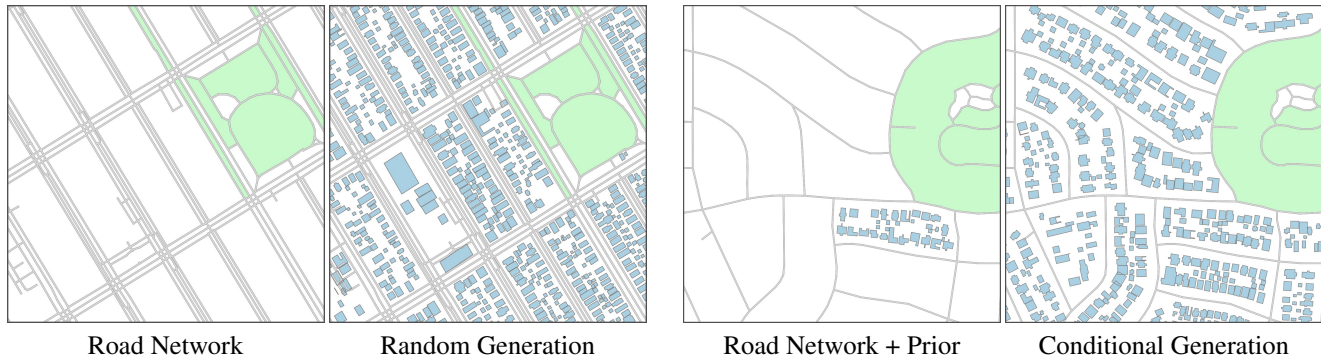 Road Network
Random Generation
Road Network + Prior
Conditional Generation